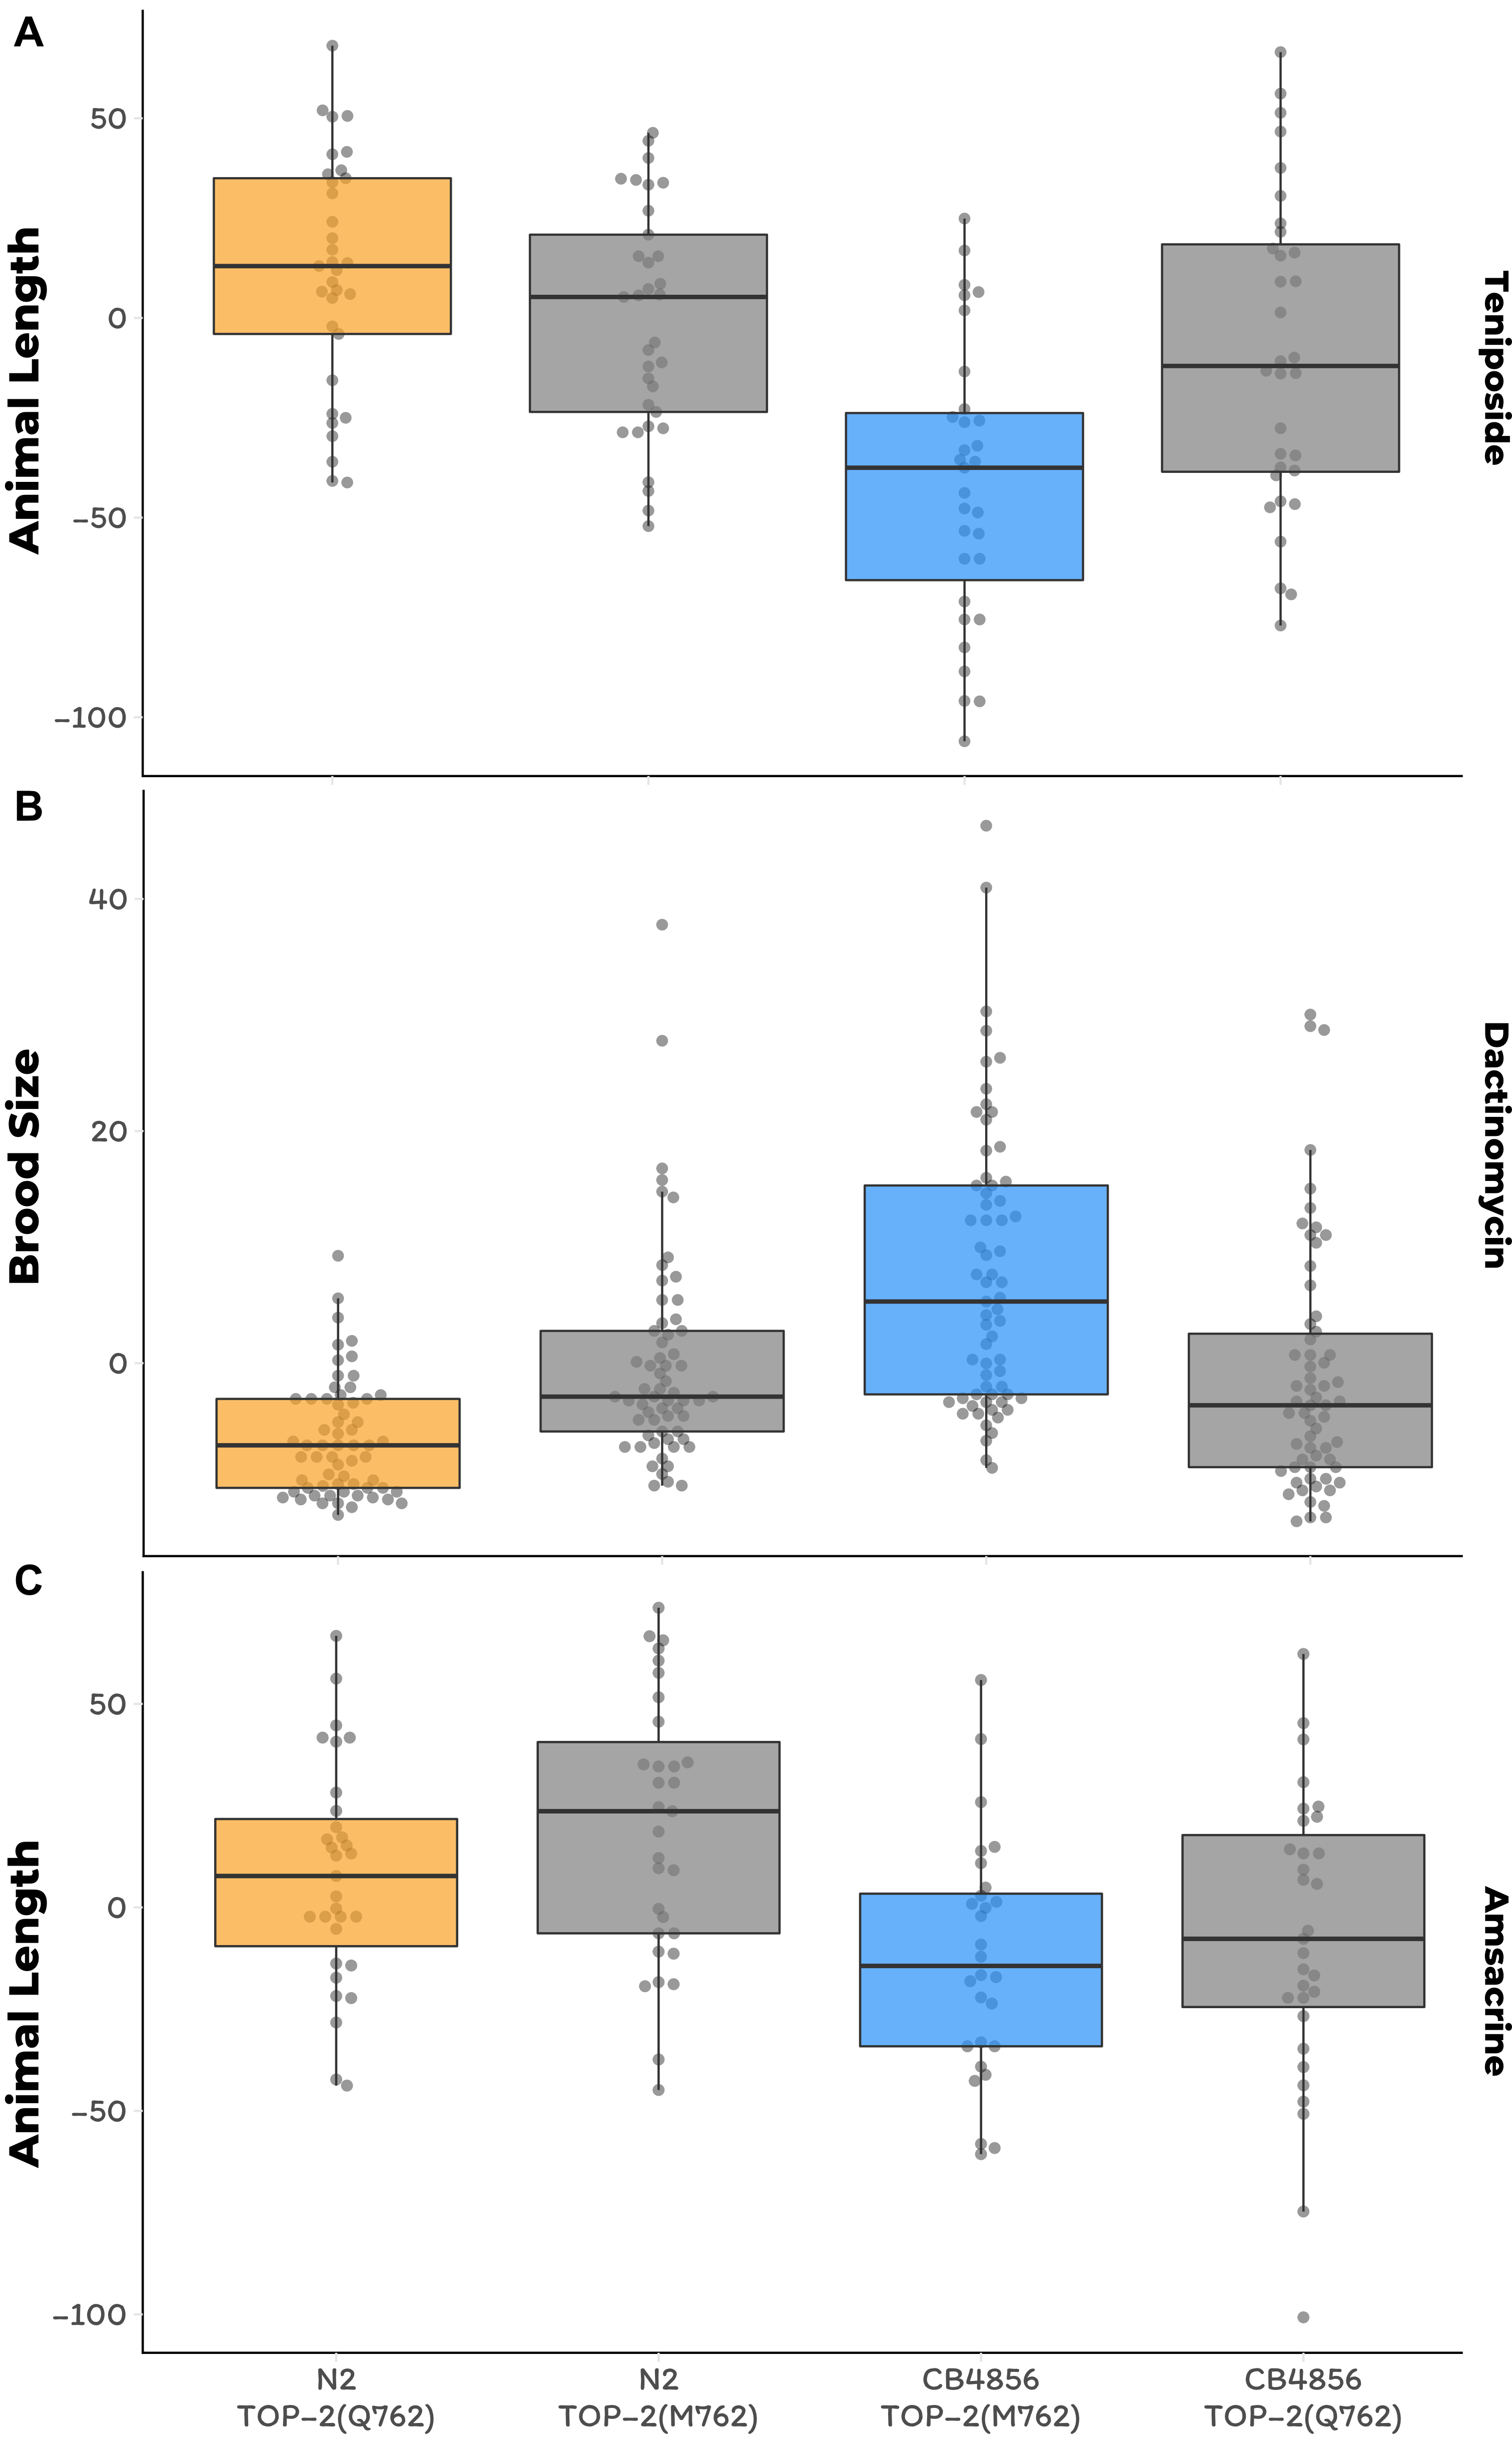 A
Animal Length
50
0
−50
−100
Teniposide
B
Brood Size
40
20
0
Dactinomycin
C
Animal Length
50
0
−50
−100
Amsacrine
N2 N2 CB4856 CB4856
TOP−2(Q762) TOP−2(M762) TOP−2(M762) TOP−2(Q762)